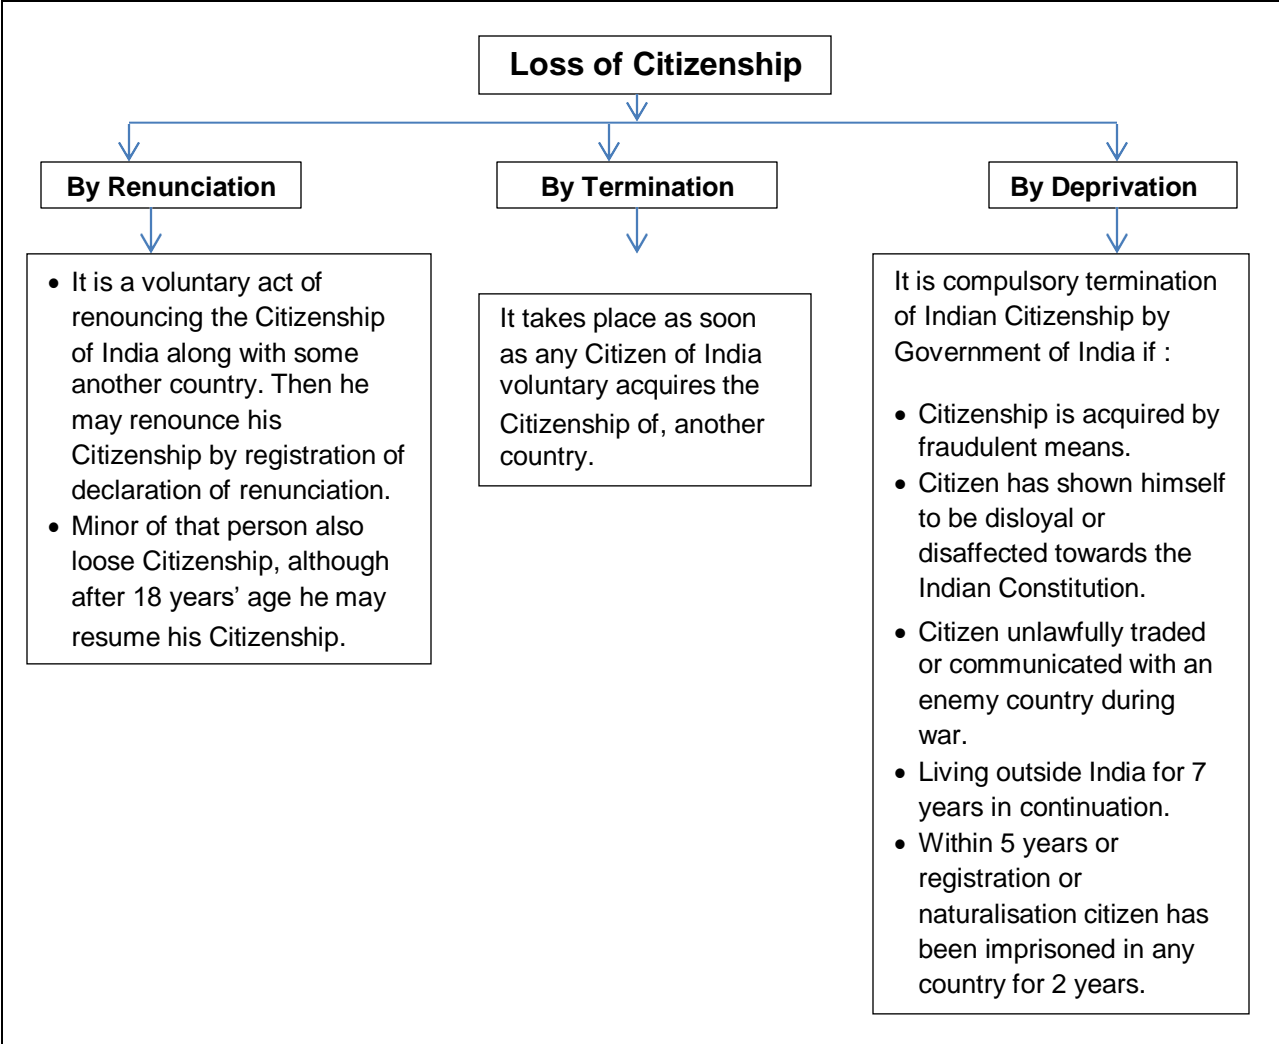 Loss of Citizenship
By Renunciation
• It is a voluntary act of
renouncing the Citizenship
of India along with some
another country. Then he
may renounce his
Citizenship by registration of
declaration of renunciation.
• Minor of that person also
loose Citizenship, although
after 18 years’ age he may
resume his Citizenship.
By Termination
It takes place as soon
as any Citizen of India
voluntary acquires the
Citizenship of, another
country.
By Deprivation
It is compulsory termination
of Indian Citizenship by
Government of India if :
• Citizenship is acquired by
fraudulent means.
• Citizen has shown himself
to be disloyal or
disaffected towards the
Indian Constitution.
• Citizen unlawfully traded
or communicated with an
enemy country during
war.
• Living outside India for 7
years in continuation.
• Within 5 years or
registration or
naturalisation citizen has
been imprisoned in any
country for 2 years.